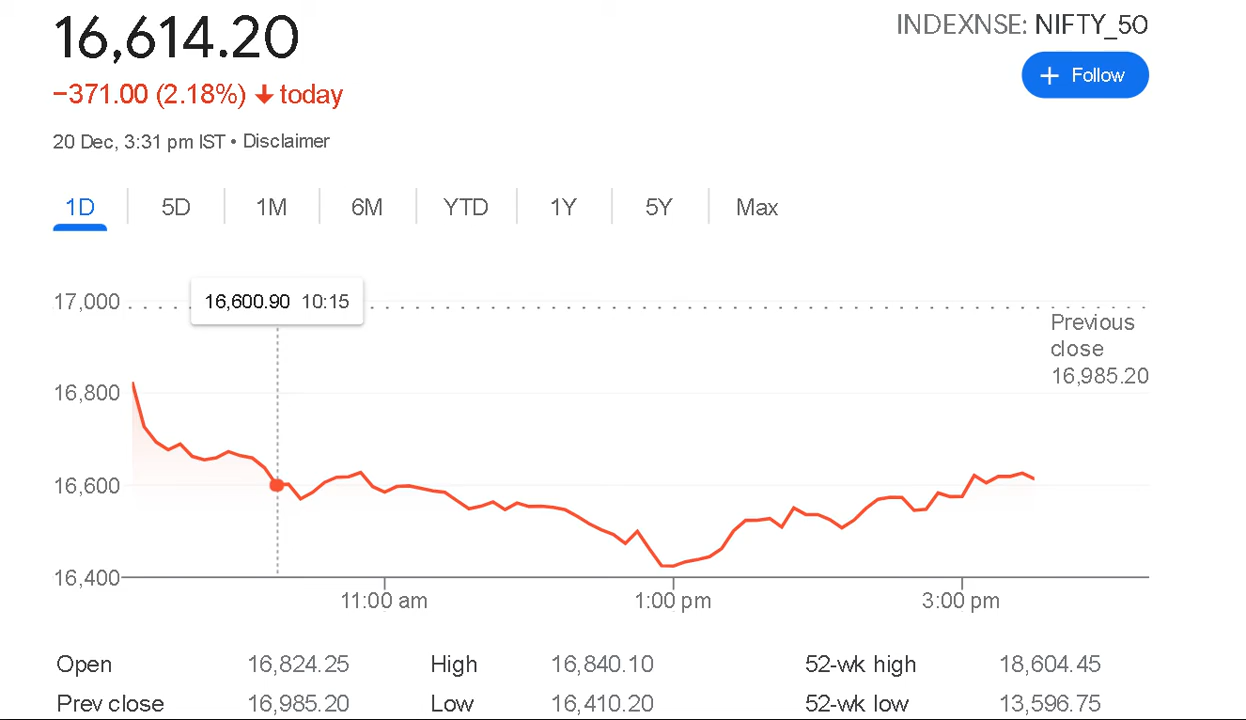 16,614.20
INDEXNSE: NIFTY_50
−371.00 (2.18%) ↓ today
+ Follow
20 Dec, 3:31 pm IST • Disclaimer
1D 5D 1M 6M YTD 1Y 5Y Max
17,000
16,600.90 10:15
Previous
close
16,985.20
16,800
16,600
16,400
11:00 am 1:00 pm 3:00 pm
Open 16,824.25 High 16,840.10 52-wk high 18,604.45
Prev close 16,985.20 Low 16,410.20 52-wk low 13,596.75